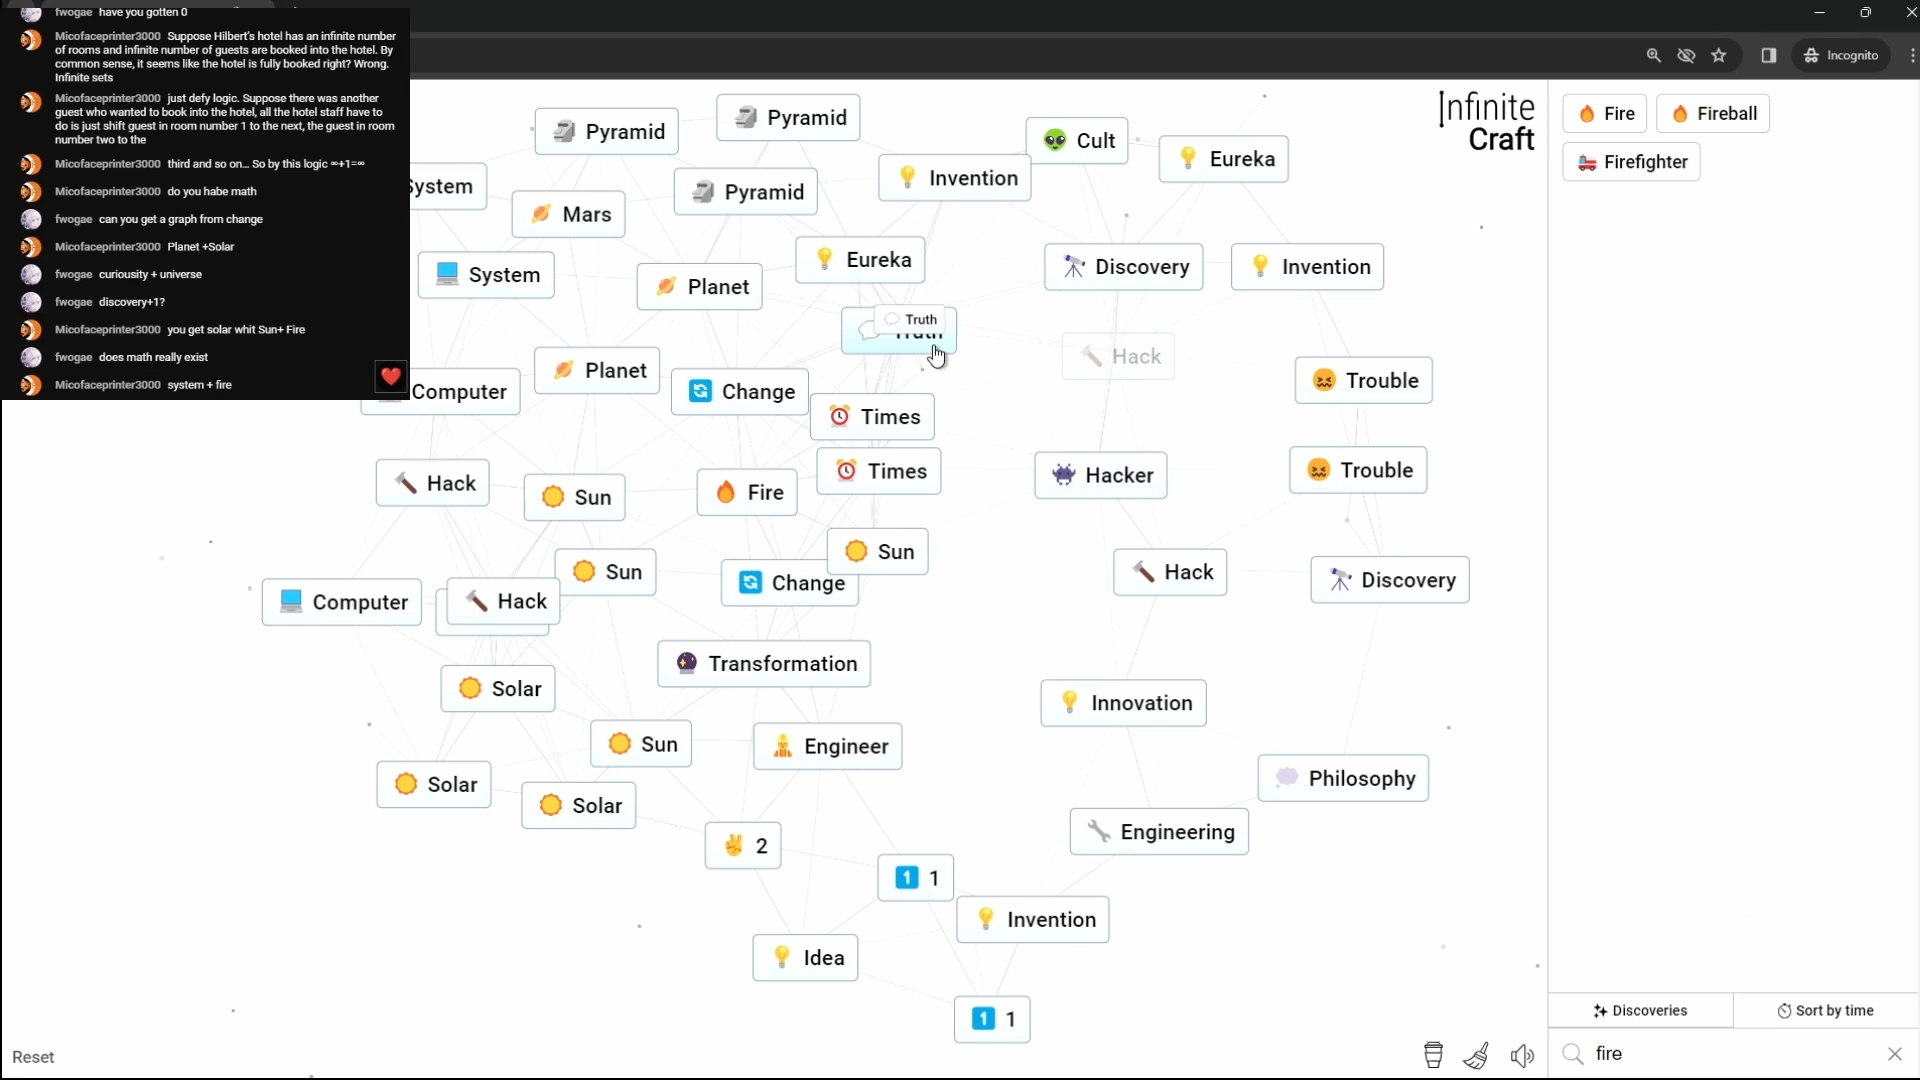 fwogae have you gotten 0
Micofaceprinter3000 Suppose Hilbert's hotel has an infinite number
of rooms and infinite number of guests are booked into the hotel. By
common sense, it seems like the hotel is fully booked right? Wrong.
Infinite sets
Micofaceprinter3000 just defy logic. Suppose there was another
guest who wanted to book into the hotel, all the hotel staff have to
do is just shift guest in room number 1 to the next, the guest in room
number two to the
Micofaceprinter3000 third and so on... So by this logic ∞+1=∞
Micofaceprinter3000 do you habe math
fwogae can you get a graph from change
Micofaceprinter3000 Planet +Solar
fwogae curiousity + universe
fwogae discovery+1?
Micofaceprinter3000 you get solar whit Sun+ Fire
fwogae does math really exist
Micofaceprinter3000 system + fire
Incognito
Infinite
Craft
Pyramid
Pyramid
Cult
Eureka
System
Pyramid
Invention
Mars
System
Planet
Eureka
Discovery
Invention
Truth
Truth
Hack
Computer
Planet
Change
Times
Trouble
Hack
Sun
Fire
Times
Hacker
Trouble
Sun
Sun
Change
Hack
Discovery
Computer
Hack
Solar
Transformation
Innovation
Sun
Engineer
Philosophy
Solar
Solar
2
Engineering
1
Invention
Idea
1
Reset
Fire
Fireball
Firefighter
Discoveries
Sort by time
fire